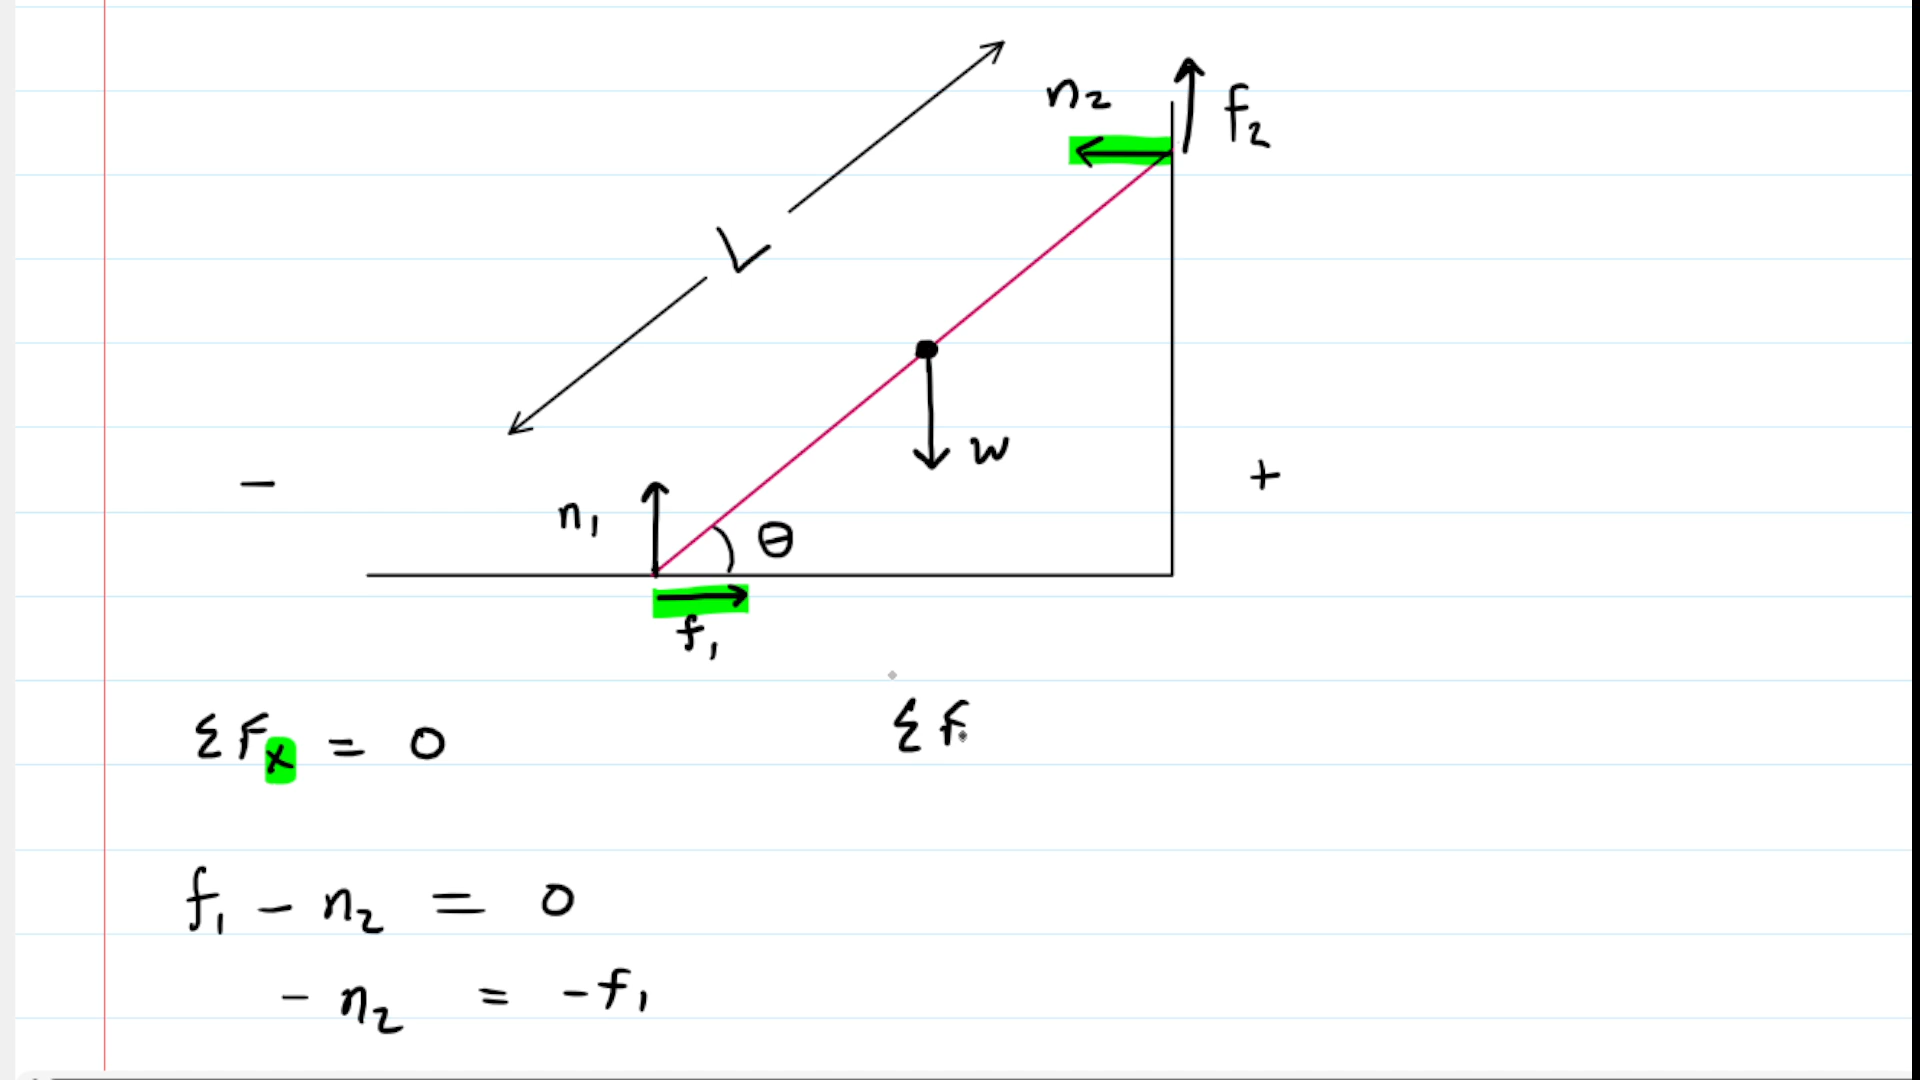 n₂
f₂
L
w
-
+
n₁
θ
f₁
ΣFₓ = 0
ΣF
f₁ - n₂ = 0
- n₂ = -f₁